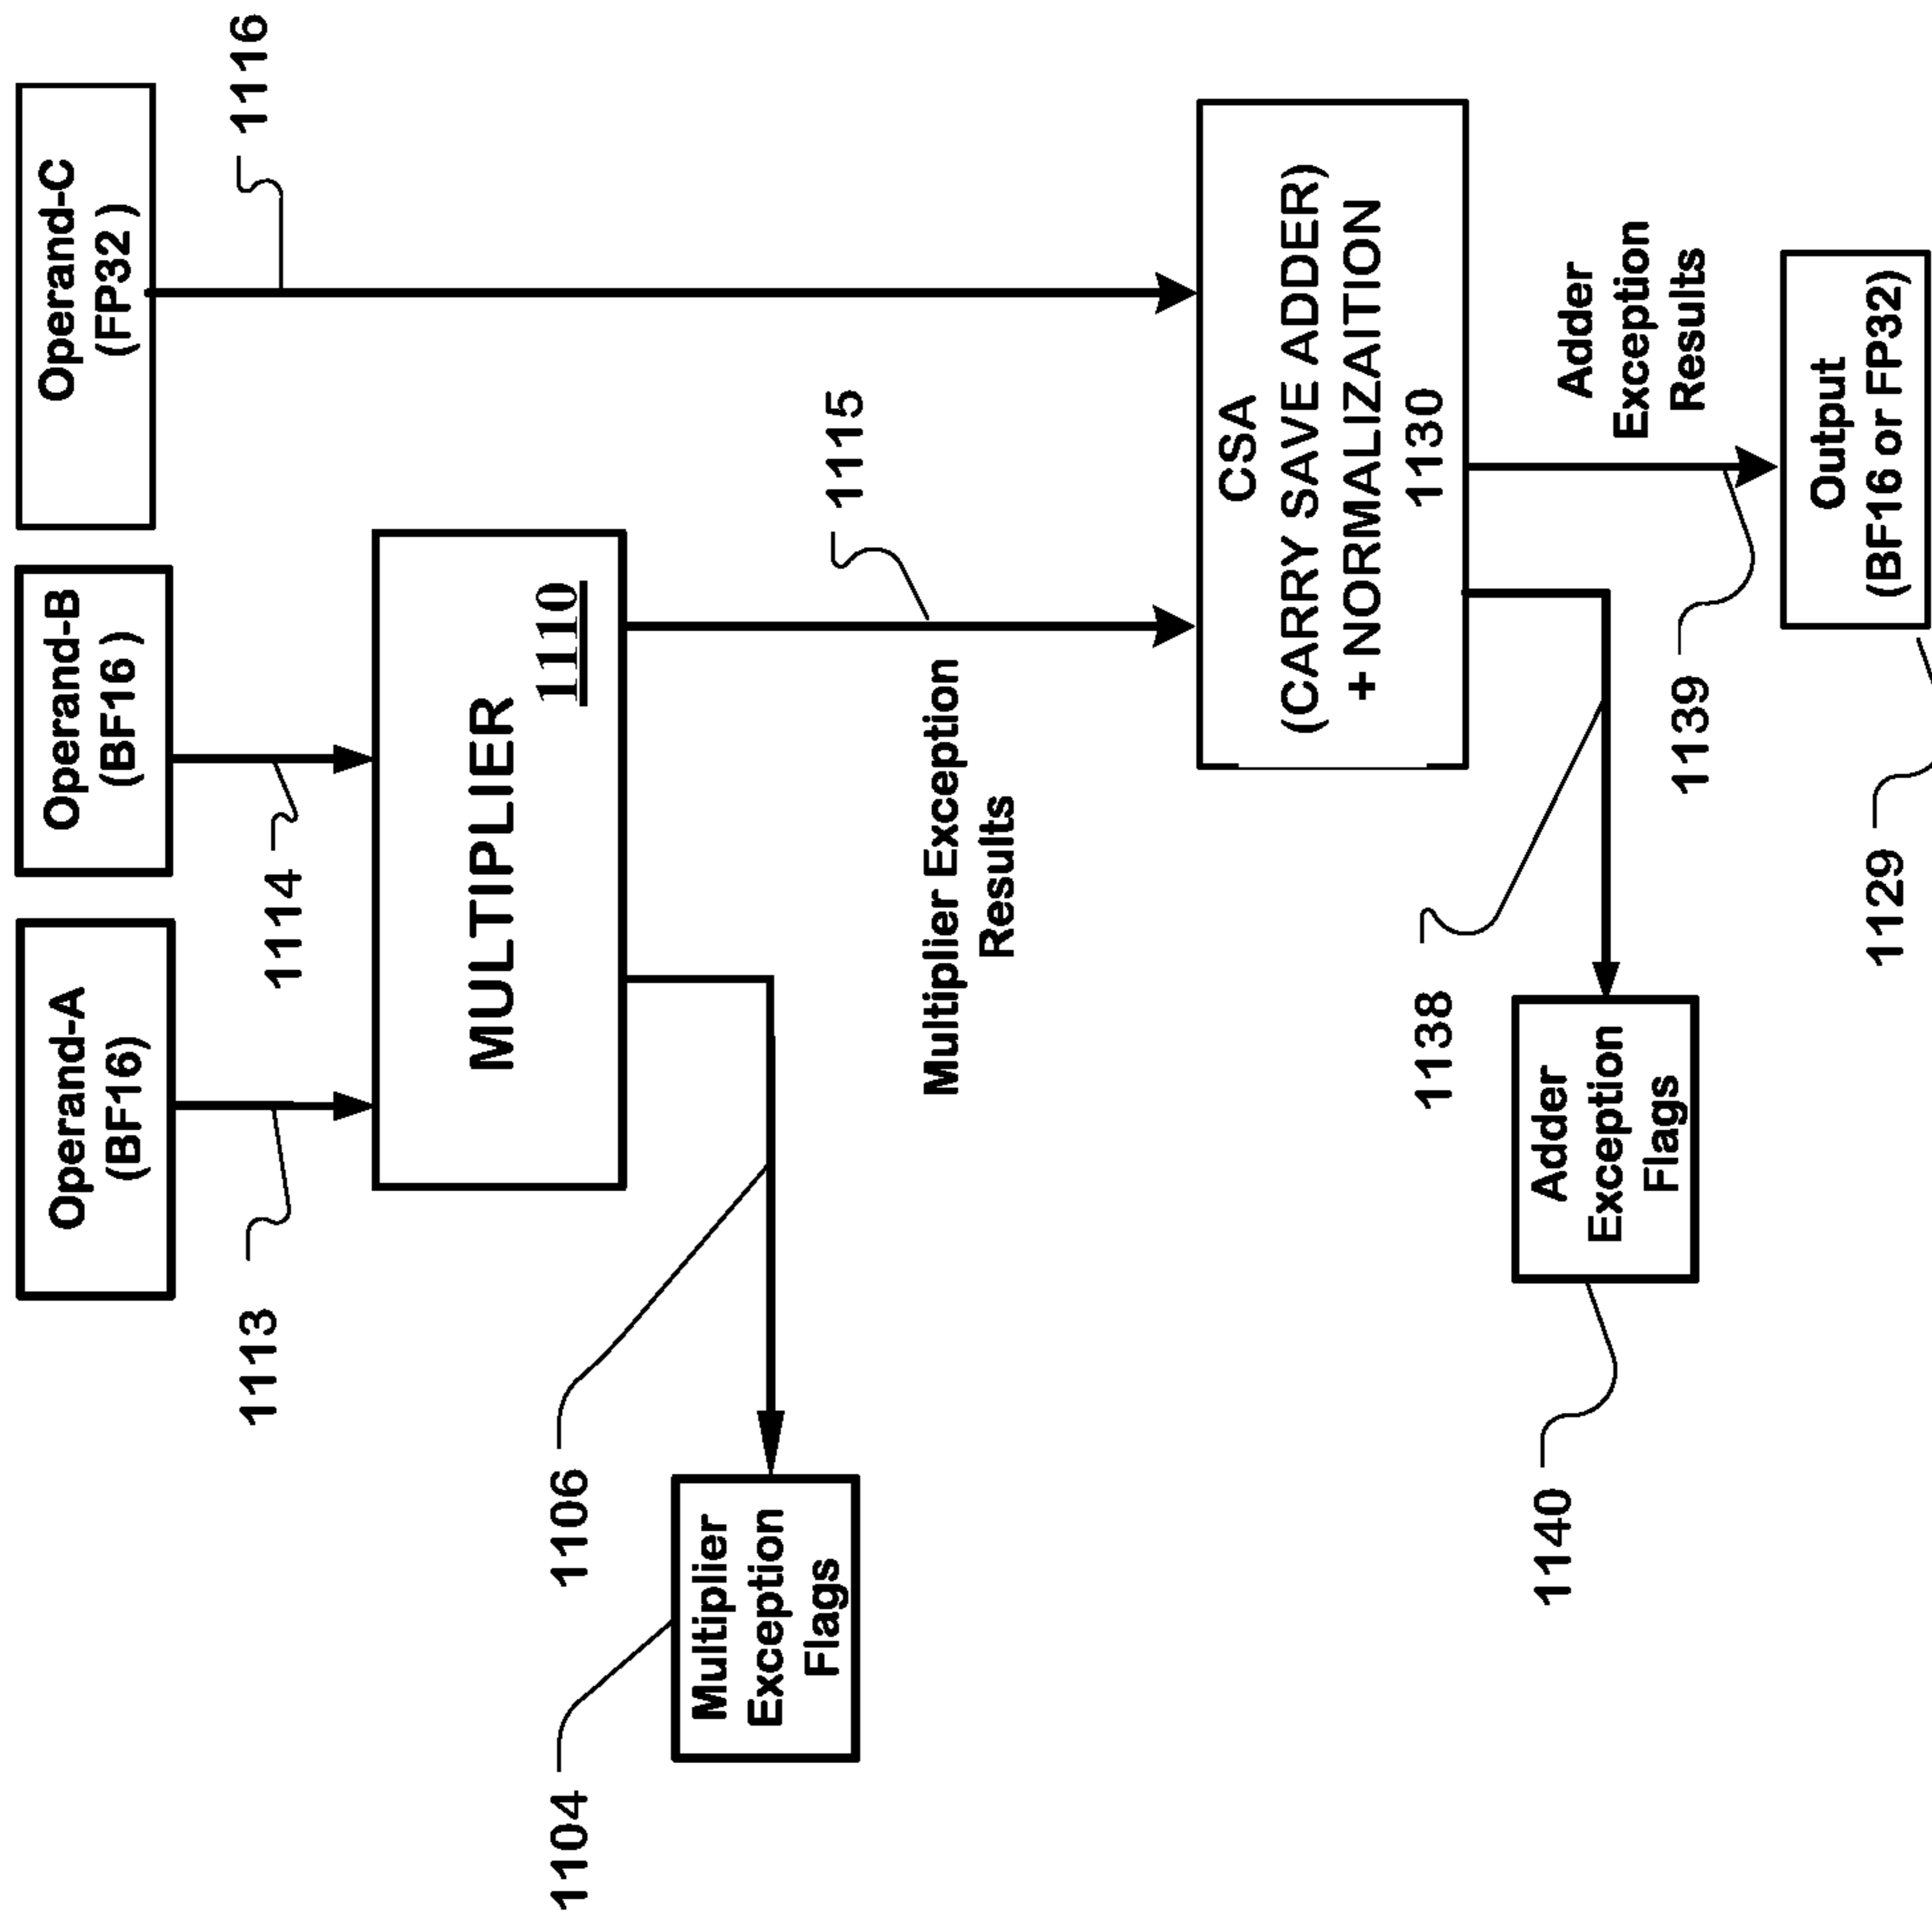 Operand-A
(BF16)
Operand-B
(BF16)
Operand-C
(FP32)
1113
1114
1116
MULTIPLIER
1110
1104
1106
Multiplier
Exception
Flags
Multiplier Exception
Results
1115
CSA
(CARRY SAVE ADDER)
+ NORMALIZAITION
1130
1138
1140
Adder
Exception
Flags
Adder
Exception
Results
1139
1129
Output
(BF16 or FP32)